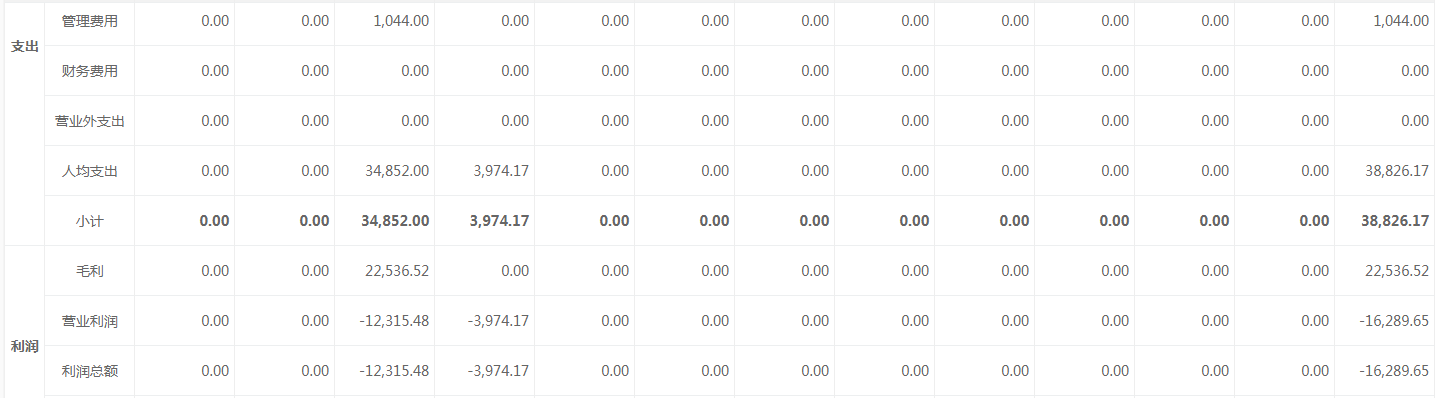 管理费用 0.00 0.00 1,044.00 0.00 0.00 0.00 0.00 0.00 0.00 0.00 0.00 0.00 1,044.00
支出
财务费用 0.00 0.00 0.00 0.00 0.00 0.00 0.00 0.00 0.00 0.00 0.00 0.00 0.00
营业外支出 0.00 0.00 0.00 0.00 0.00 0.00 0.00 0.00 0.00 0.00 0.00 0.00 0.00
人均支出 0.00 0.00 34,852.00 3,974.17 0.00 0.00 0.00 0.00 0.00 0.00 0.00 0.00 38,826.17
小计 0.00 0.00 34,852.00 3,974.17 0.00 0.00 0.00 0.00 0.00 0.00 0.00 0.00 38,826.17
毛利 0.00 0.00 22,536.52 0.00 0.00 0.00 0.00 0.00 0.00 0.00 0.00 0.00 22,536.52
营业利润 0.00 0.00 -12,315.48 -3,974.17 0.00 0.00 0.00 0.00 0.00 0.00 0.00 0.00 -16,289.65
利润
利润总额 0.00 0.00 -12,315.48 -3,974.17 0.00 0.00 0.00 0.00 0.00 0.00 0.00 0.00 -16,289.65